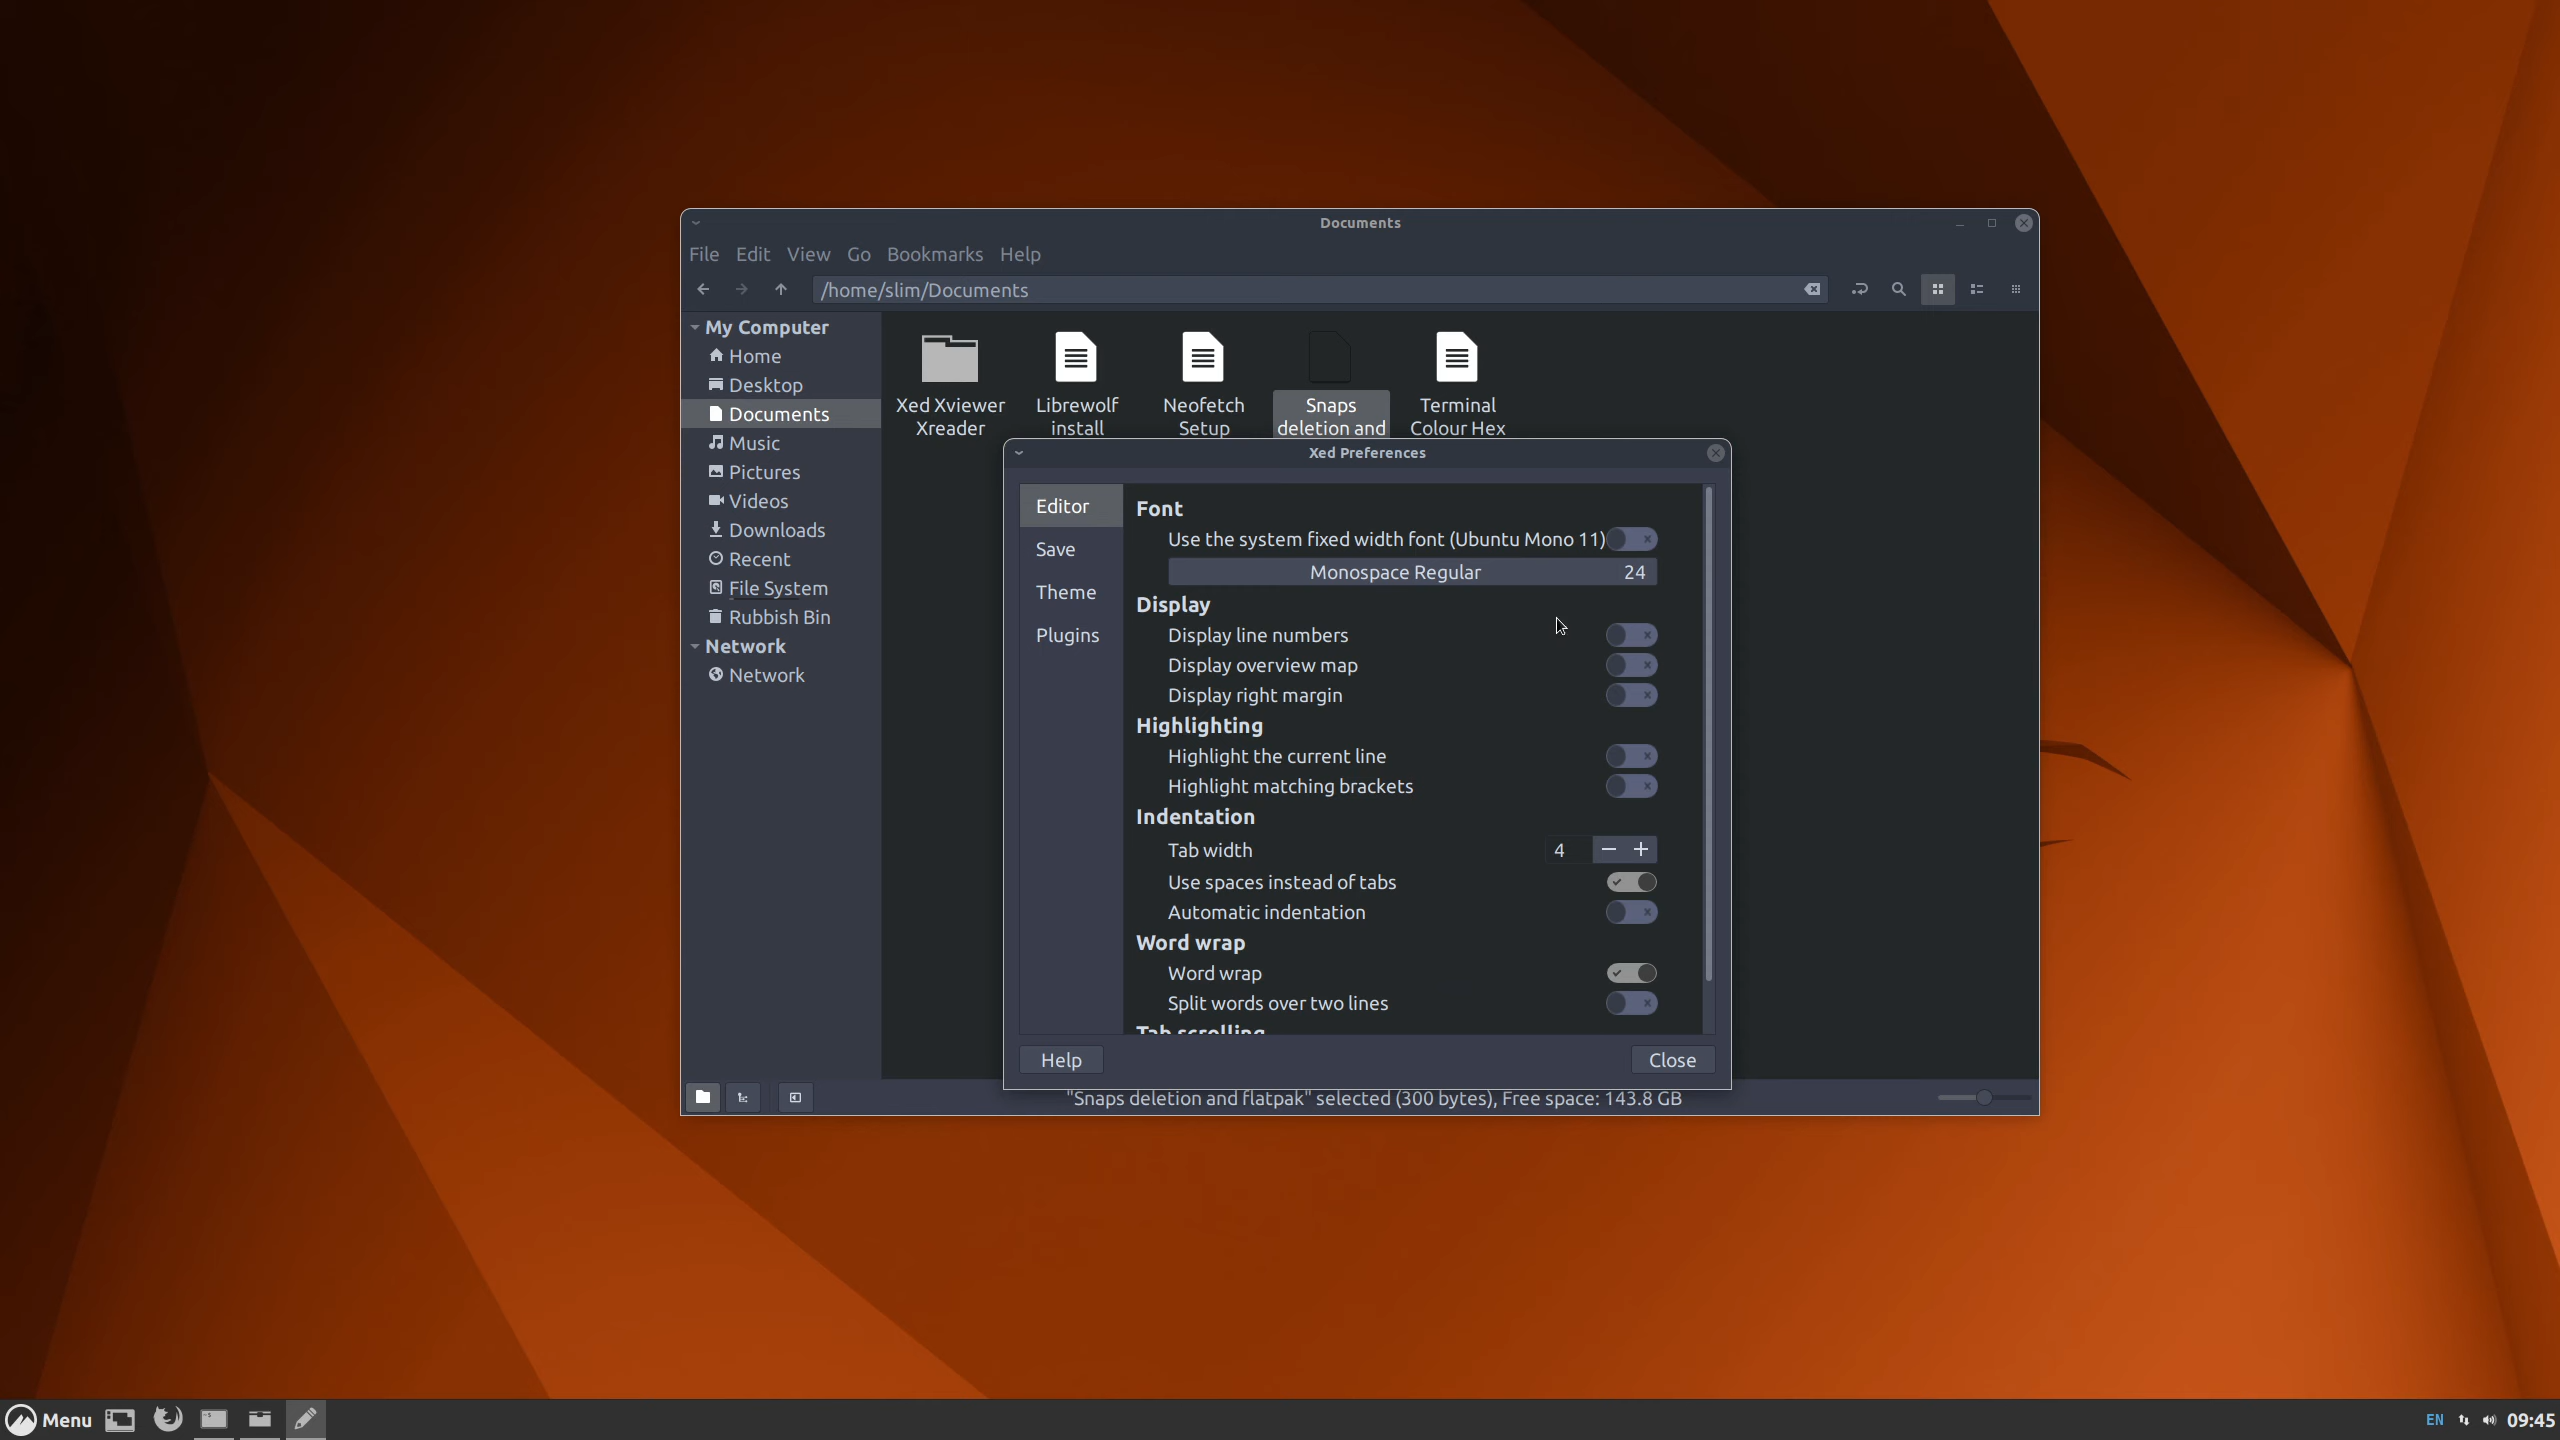 Documents
File Edit View Go Bookmarks Help
/home/slim/Documents
My Computer
Home
Desktop
Documents
Music
Pictures
Videos
Downloads
Recent
File System
Rubbish Bin
Network
Network
Xed Xviewer
Xreader
Librewolf
install
Neofetch
Setup
Snaps
deletion and
Terminal
Colour Hex
Xed Preferences
Editor
Save
Theme
Plugins
Font
Use the system fixed width font (Ubuntu Mono 11)
Monospace Regular 24
Display
Display line numbers
Display overview map
Display right margin
Highlighting
Highlight the current line
Highlight matching brackets
Indentation
Tab width 4
Use spaces instead of tabs
Automatic indentation
Word wrap
Word wrap
Split words over two lines
Tab scrolling
Help Close
"Snaps deletion and flatpak" selected (300 bytes), Free space: 143.8 GB
Menu EN 09:45